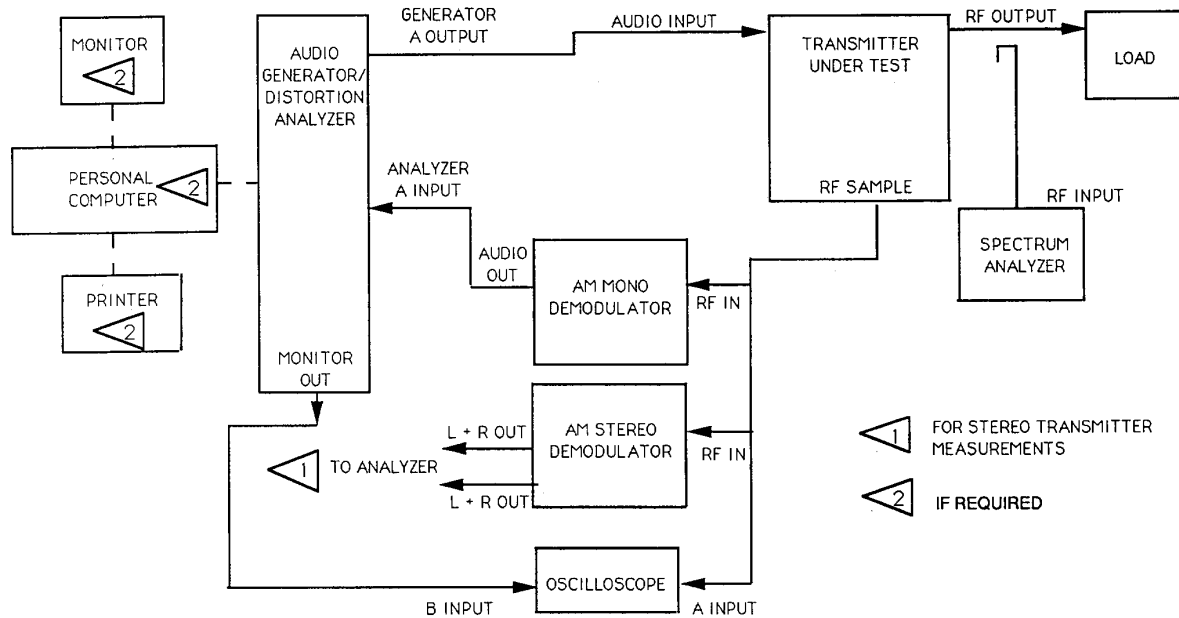 GENERATOR
A OUTPUT
AUDIO INPUT
RF OUTPUT
MONITOR
2
AUDIO
GENERATOR/
DISTORTION
ANALYZER
TRANSMITTER
UNDER TEST
LOAD
PERSONAL
COMPUTER
2
ANALYZER
A INPUT
RF SAMPLE
RF INPUT
SPECTRUM
ANALYZER
AUDIO
OUT
AM MONO
DEMODULATOR
RF IN
PRINTER
2
MONITOR
OUT
L + R OUT
AM STEREO
DEMODULATOR
RF IN
1
TO ANALYZER
L + R OUT
1
FOR STEREO TRANSMITTER
MEASUREMENTS
2
IF REQUIRED
OSCILLOSCOPE
B INPUT
A INPUT